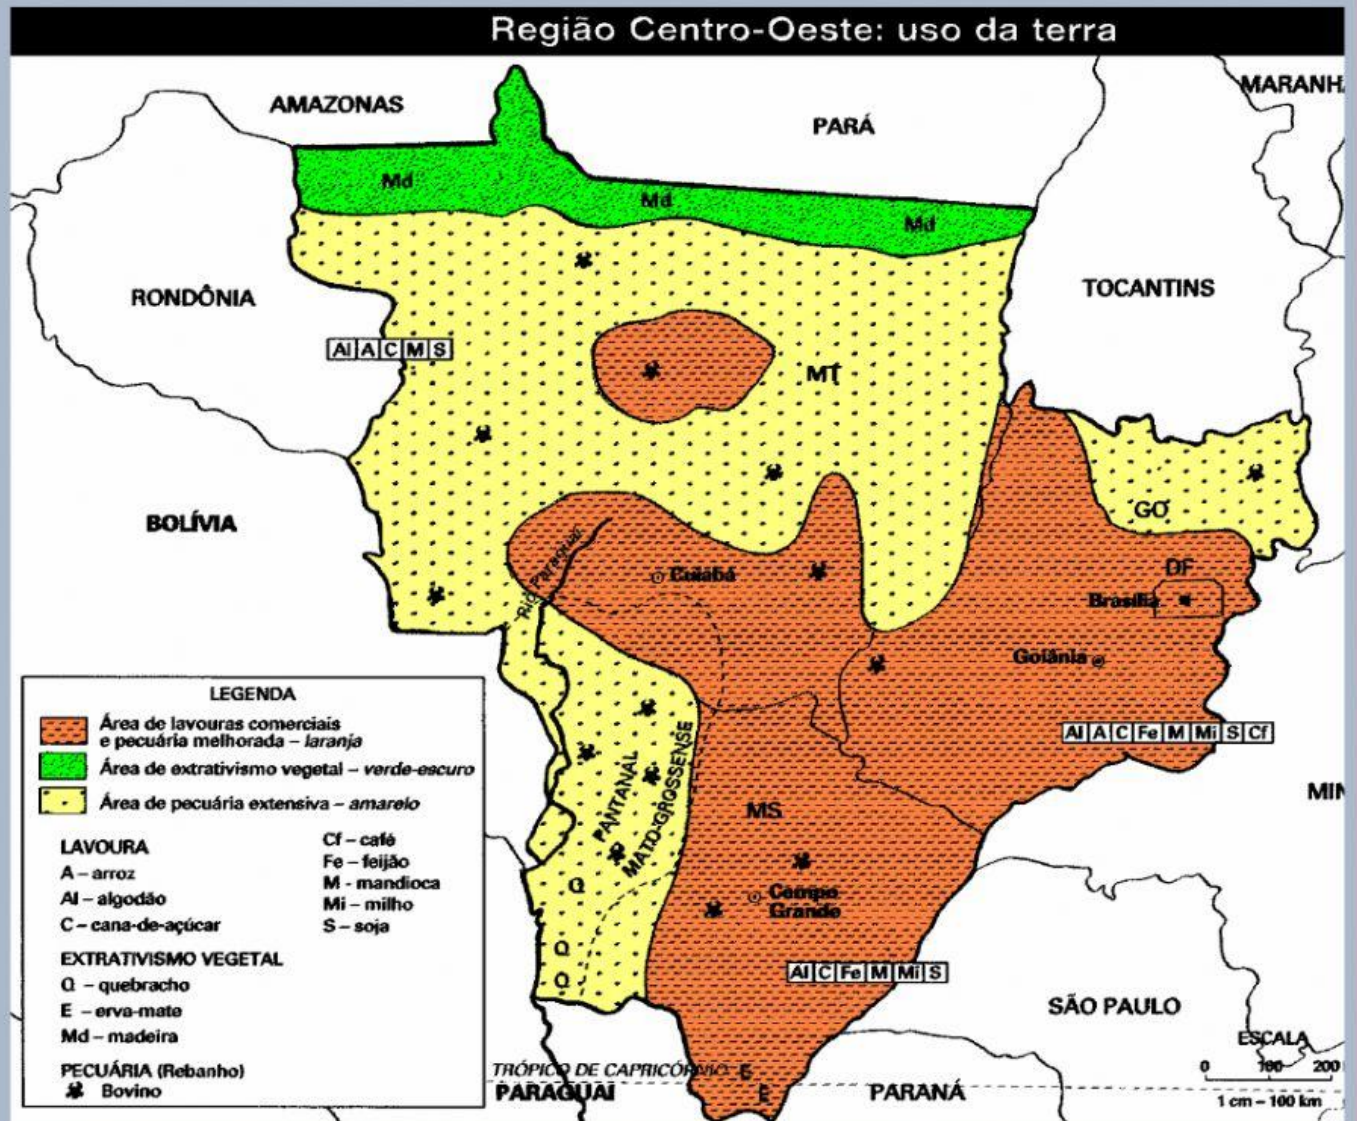 Região Centro-Oeste: uso da terra
AMAZONAS
PARÁ
MARANH
Md
Md
Md
RONDÔNIA
TOCANTINS
Al A C M S
MT
BOLÍVIA
GO
Rio Paraguai
Cuiabá
DF
Brasília
Goiânia
Al A C Fe M Mi S Cf
PANTANAL
MATO-GROSSENSE
MS
MIN
Q
Q
Q
Campo
Grande
Al C Fe M Mi S
SÃO PAULO
TRÓPICO DE CAPRICÓRNIO
E
E
PARAGUAI
PARANÁ
ESCALA
0 100 200
1 cm – 100 km
LEGENDA
Área de lavouras comerciais
e pecuária melhorada – laranja
Área de extrativismo vegetal – verde-escuro
Área de pecuária extensiva – amarelo
LAVOURA
A – arroz
Al – algodão
C – cana-de-açúcar
Cf – café
Fe – feijão
M - mandioca
Mi – milho
S – soja
EXTRATIVISMO VEGETAL
Q – quebracho
E – erva-mate
Md – madeira
PECUÁRIA (Rebanho)
Bovino